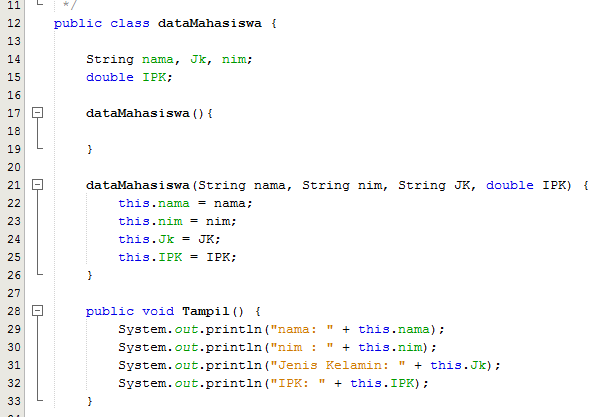 11 */
12 public class dataMahasiswa {
13
14 String nama, Jk, nim;
15 double IPK;
16
17 dataMahasiswa(){
18
19 }
20
21 dataMahasiswa(String nama, String nim, String JK, double IPK) {
22 this.nama = nama;
23 this.nim = nim;
24 this.Jk = JK;
25 this.IPK = IPK;
26 }
27
28 public void Tampil() {
29 System.out.println("nama: " + this.nama);
30 System.out.println("nim : " + this.nim);
31 System.out.println("Jenis Kelamin: " + this.Jk);
32 System.out.println("IPK: " + this.IPK);
33 }